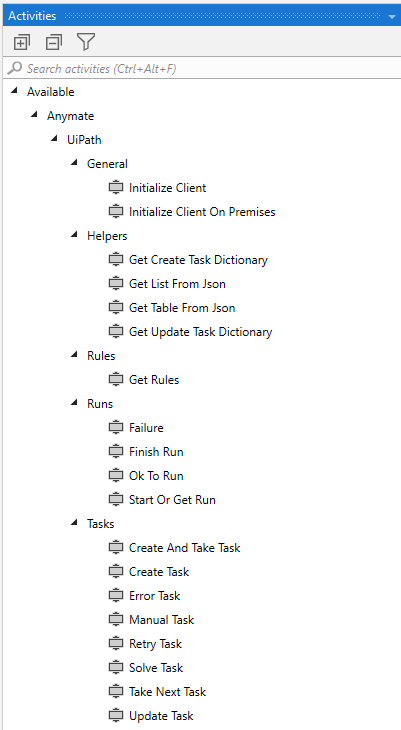 Activities
Search activities (Ctrl+Alt+F)
Available
Anymate
UiPath
General
Initialize Client
Initialize Client On Premises
Helpers
Get Create Task Dictionary
Get List From Json
Get Table From Json
Get Update Task Dictionary
Rules
Get Rules
Runs
Failure
Finish Run
Ok To Run
Start Or Get Run
Tasks
Create And Take Task
Create Task
Error Task
Manual Task
Retry Task
Solve Task
Take Next Task
Update Task